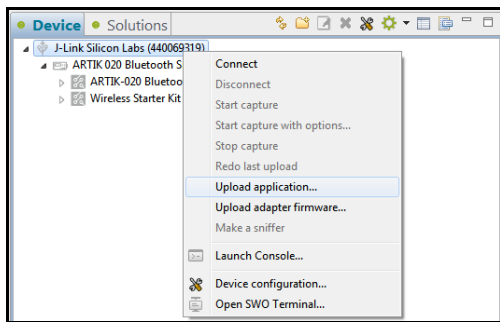 Device Solutions
J-Link Silicon Labs (440069319)
ARTIK 020 Bluetooth S
ARTIK-020 Bluetoo
Wireless Starter Kit
Connect
Disconnect
Start capture
Start capture with options...
Stop capture
Redo last upload
Upload application...
Upload adapter firmware...
Make a sniffer
Launch Console...
Device configuration...
Open SWO Terminal...